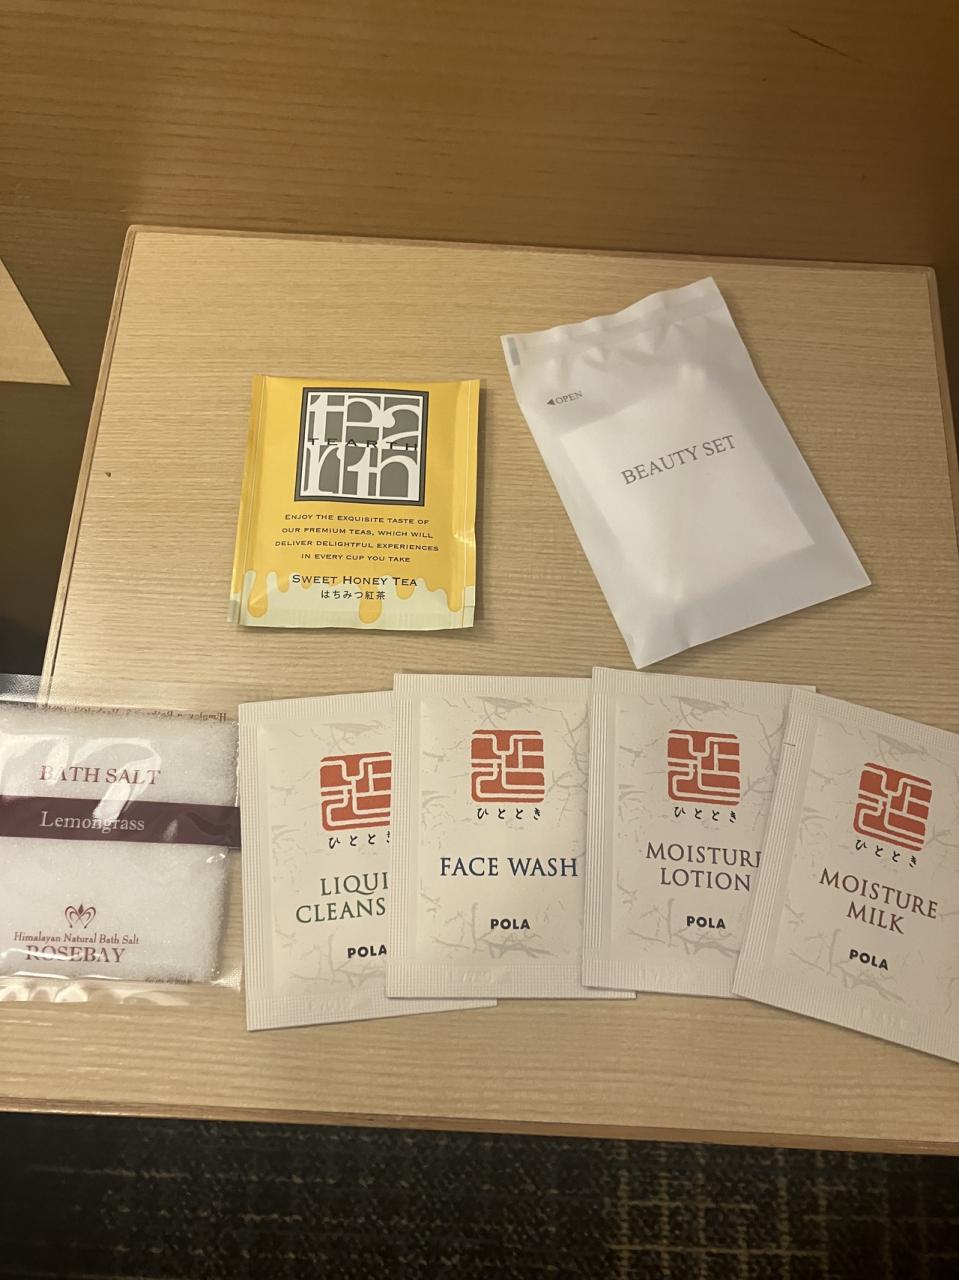 tea
rth
TEARTH
ENJOY THE EXQUISITE TASTE OF
OUR PREMIUM TEAS, WHICH WILL
DELIVER DELIGHTFUL EXPERIENCES
IN EVERY CUP YOU TAKE
SWEET HONEY TEA
はちみつ紅茶
◀OPEN
BEAUTY SET
BATH SALT
Lemongrass
Himalayan Natural Bath Salt
ROSEBAY
ひととき
LIQUI
CLEANS
POLA
ひととき
FACE WASH
POLA
ひととき
MOISTURE
LOTION
POLA
ひととき
MOISTURE
MILK
POLA